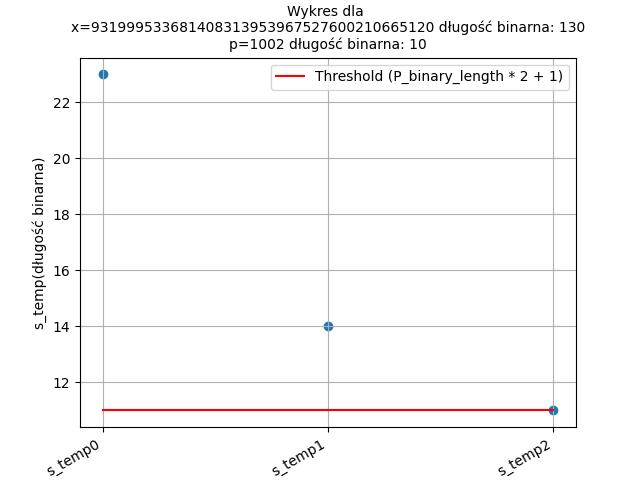 Wykres dla
x=931999533681408313953967527600210665120 długość binarna: 130
p=1002 długość binarna: 10
Threshold (P_binary_length * 2 + 1)
s_temp(długość binarna)
22
20
18
16
14
12
s_temp0
s_temp1
s_temp2